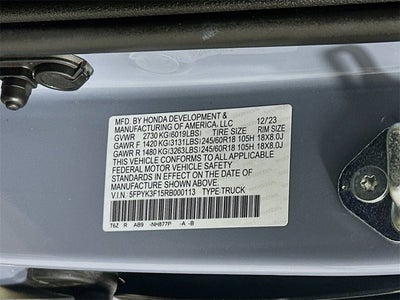 MFD. BY HONDA DEVELOPMENT & 12/23
MANUFACTURING OF AMERICA, LLC
GVWR 2730 KG(6019LBS) TIRE SIZE RIM SIZE
GAWR F 1420 KG(3131LBS) 245/60R18 105H 18X8.0J
GAWR R 1480 KG(3263LBS) 245/60R18 105H 18X8.0J
THIS VEHICLE CONFORMS TO ALL APPLICABLE
FEDERAL MOTOR VEHICLE SAFETY STANDARDS IN
EFFECT ON THE DATE OF MANUFACTURE SHOWN ABOVE.
V.I.N. 5FPYK3F15RB000113 TYPE:TRUCK
T6Z R AB9 -NH877P -A -B